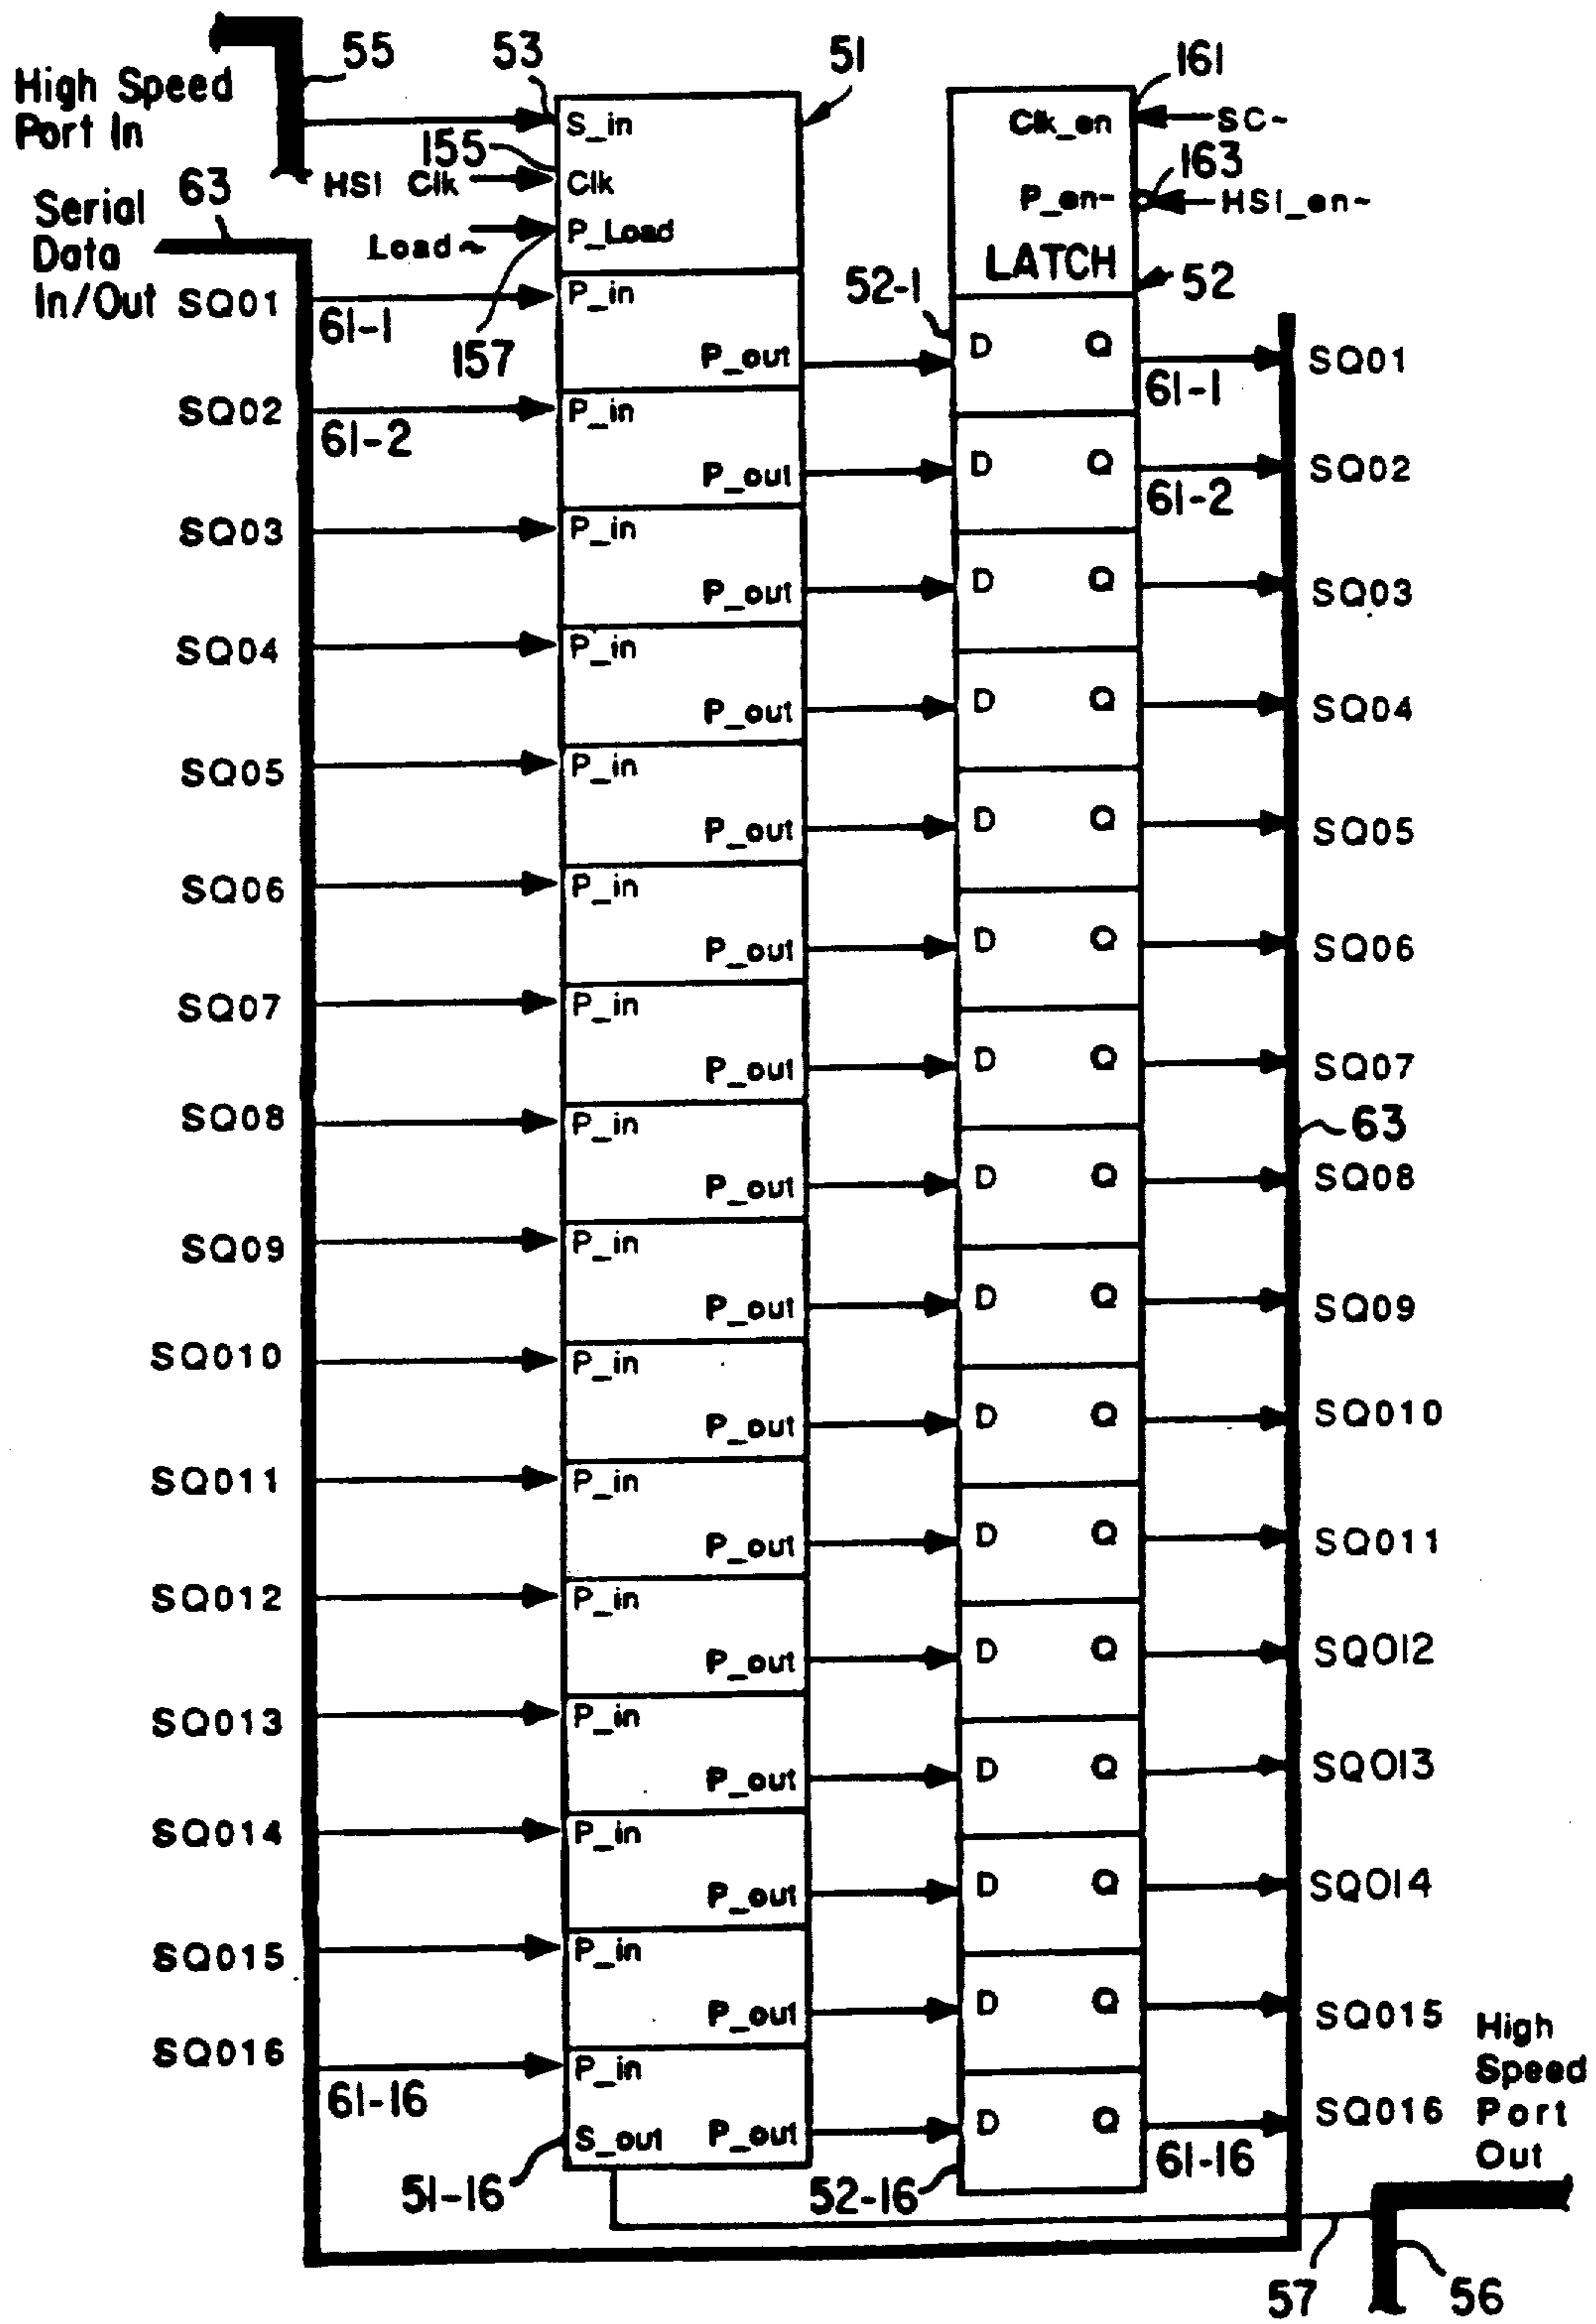 55
53
51
161
High Speed
Port In
S_in
Clk_en
SC~
155
HSI Clk
Clk
163
P_en~
HSI_en~
63
Serial
Data
In/Out
Load~
P_Load
LATCH
52
52-1
SQ01
61-1
P_in
157
P_out
D
Q
61-1
SQ01
SQ02
61-2
P_in
P_out
D
Q
61-2
SQ02
SQ03
P_in
P_out
D
Q
SQ03
SQ04
P_in
P_out
D
Q
SQ04
SQ05
P_in
P_out
D
Q
SQ05
SQ06
P_in
P_out
D
Q
SQ06
SQ07
P_in
P_out
D
Q
SQ07
63
SQ08
P_in
P_out
D
Q
SQ08
SQ09
P_in
P_out
D
Q
SQ09
SQ010
P_in
P_out
D
Q
SQ010
SQ011
P_in
P_out
D
Q
SQ011
SQ012
P_in
P_out
D
Q
SQ012
SQ013
P_in
P_out
D
Q
SQ013
SQ014
P_in
P_out
D
Q
SQ014
SQ015
P_in
P_out
D
Q
SQ015
SQ016
61-16
P_in
S_out
P_out
D
Q
61-16
SQ016
High
Speed
Port
Out
51-16
52-16
57
56